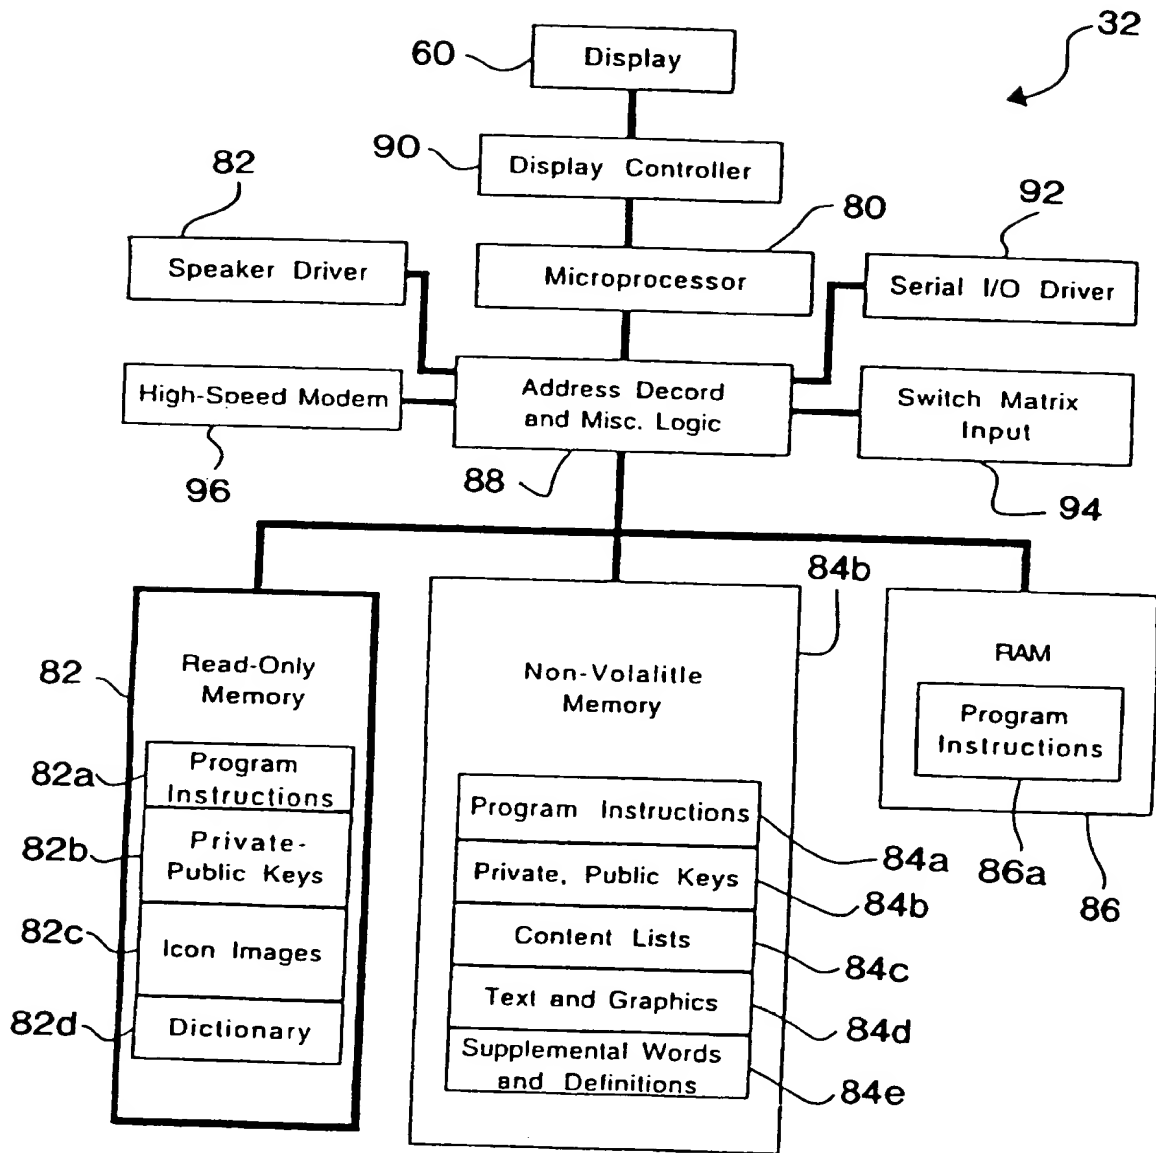 32
60
Display
90
Display Controller
82
80
92
Speaker Driver
Microprocessor
Serial I/O Driver
High-Speed Modem
Address Decord
and Misc. Logic
Switch Matrix
Input
96
88
94
84b
82
Read-Only
Memory
Non-Volalitle
Memory
RAM
Program
Instructions
82a
Program
Instructions
82b
Private-
Public Keys
82c
Icon Images
82d
Dictionary
Program Instructions
84a
Private, Public Keys
84b
Content Lists
84c
Text and Graphics
84d
Supplemental Words
and Definitions
84e
86a
86